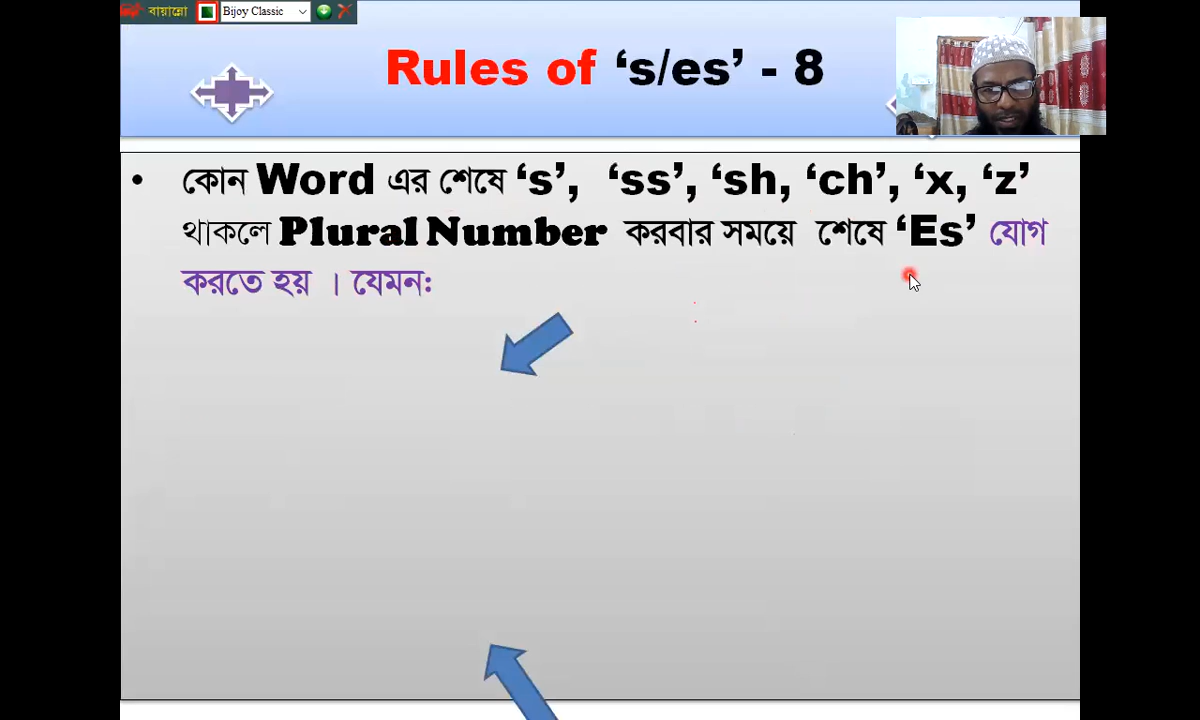 বায়ান্নো Bijoy Classic
Rules of ‘s/es’ - 8
• কোন Word এর শেষে ‘s’, ‘ss’, ‘sh, ‘ch’, ‘x, ‘z’
থাকলে Plural Number করবার সময়ে শেষে ‘Es’ যোগ
করতে হয় । যেমন: